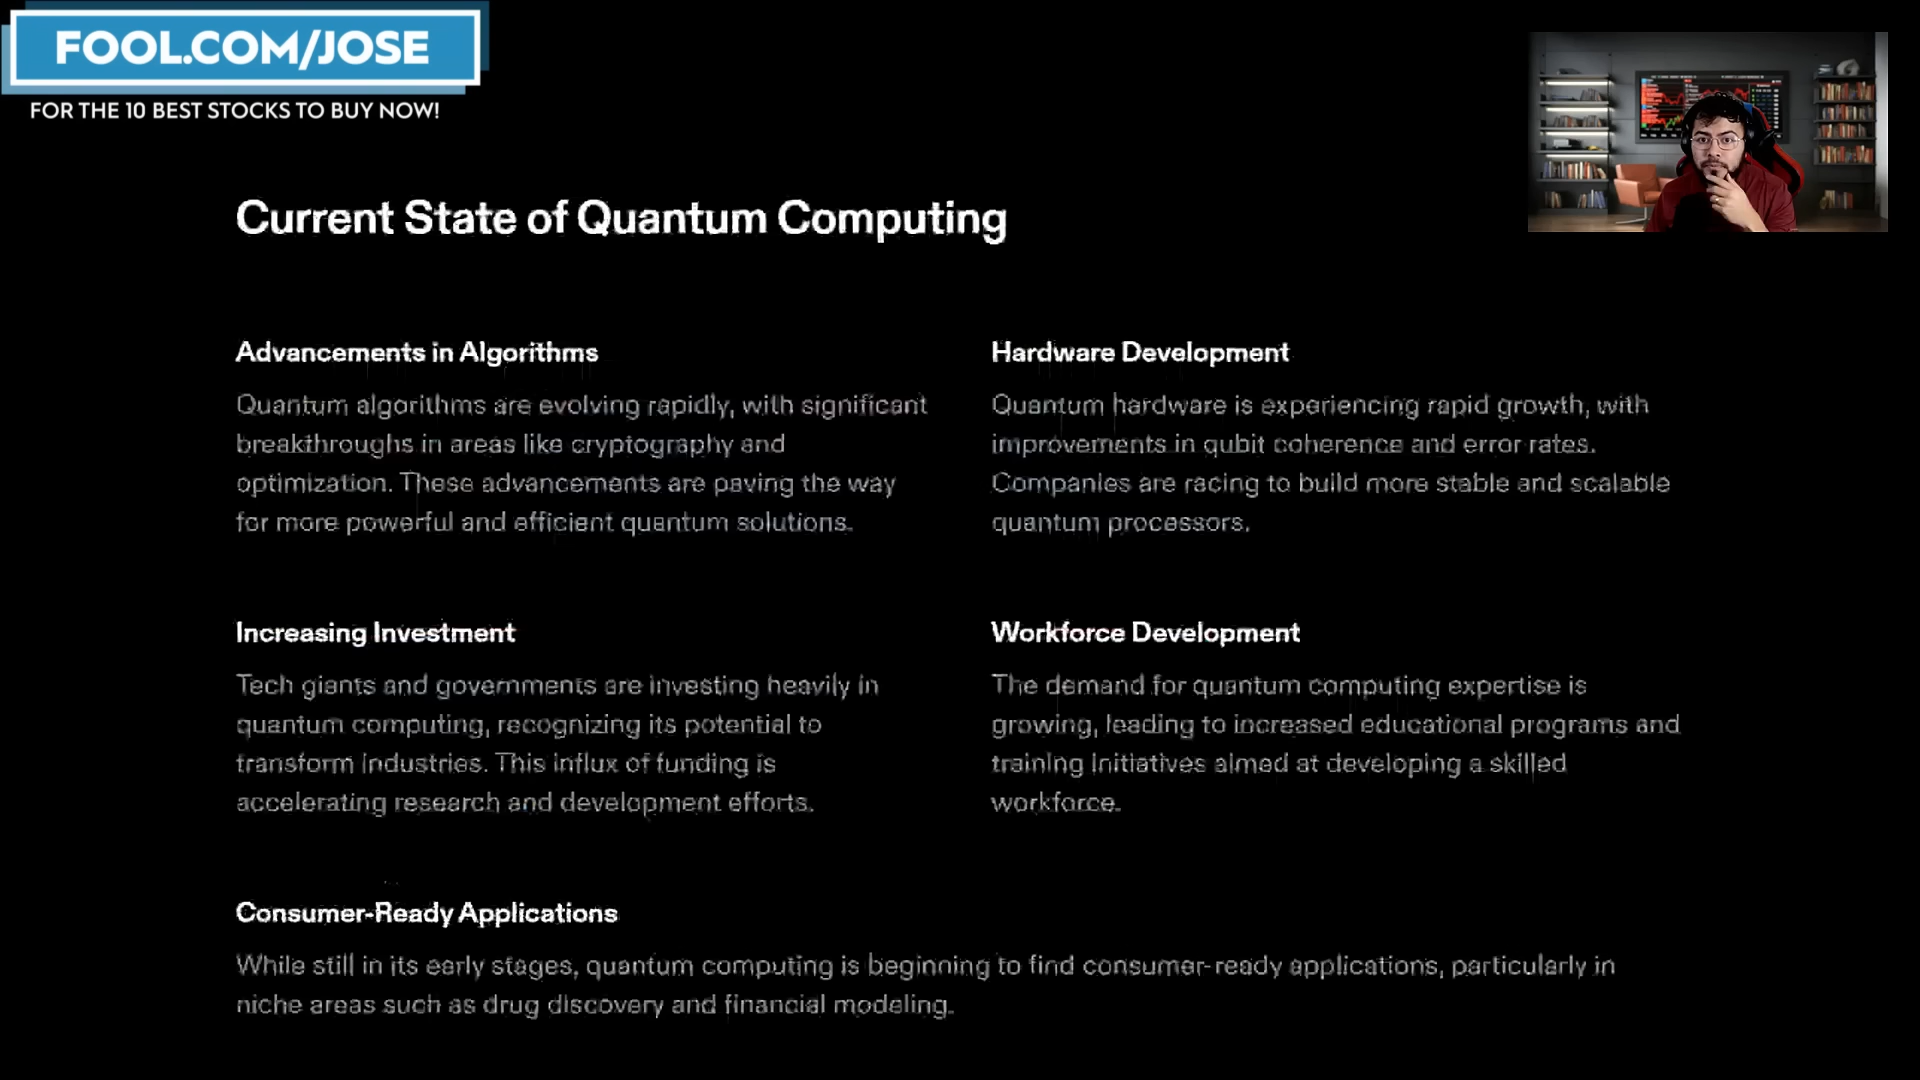 FOOL.COM/JOSE
FOR THE 10 BEST STOCKS TO BUY NOW!
Current State of Quantum Computing
Advancements in Algorithms
Quantum algorithms are evolving rapidly, with significant
breakthroughs in areas like cryptography and
optimization. These advancements are paving the way
for more powerful and efficient quantum solutions.
Hardware Development
Quantum hardware is experiencing rapid growth, with
improvements in qubit coherence and error rates.
Companies are racing to build more stable and scalable
quantum processors.
Increasing Investment
Tech giants and governments are investing heavily in
quantum computing, recognizing its potential to
transform industries. This influx of funding is
accelerating research and development efforts.
Workforce Development
The demand for quantum computing expertise is
growing, leading to increased educational programs and
training initiatives aimed at developing a skilled
workforce.
Consumer-Ready Applications
While still in its early stages, quantum computing is beginning to find consumer-ready applications, particularly in
niche areas such as drug discovery and financial modeling.